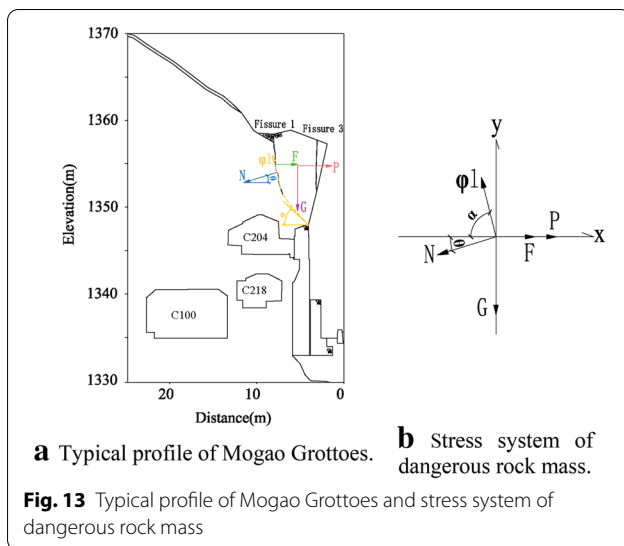 1370
1360
1350
1340
1330
Elevation(m)
Fissure 1
Fissure 3
φl
F
P
N
θ
G
α
C204
C218
C100
20
10
0
Distance(m)
a Typical profile of Mogao Grottoes.
y
φl
α
θ
x
N
F
P
G
b Stress system of
dangerous rock mass.
Fig. 13 Typical profile of Mogao Grottoes and stress system of
dangerous rock mass